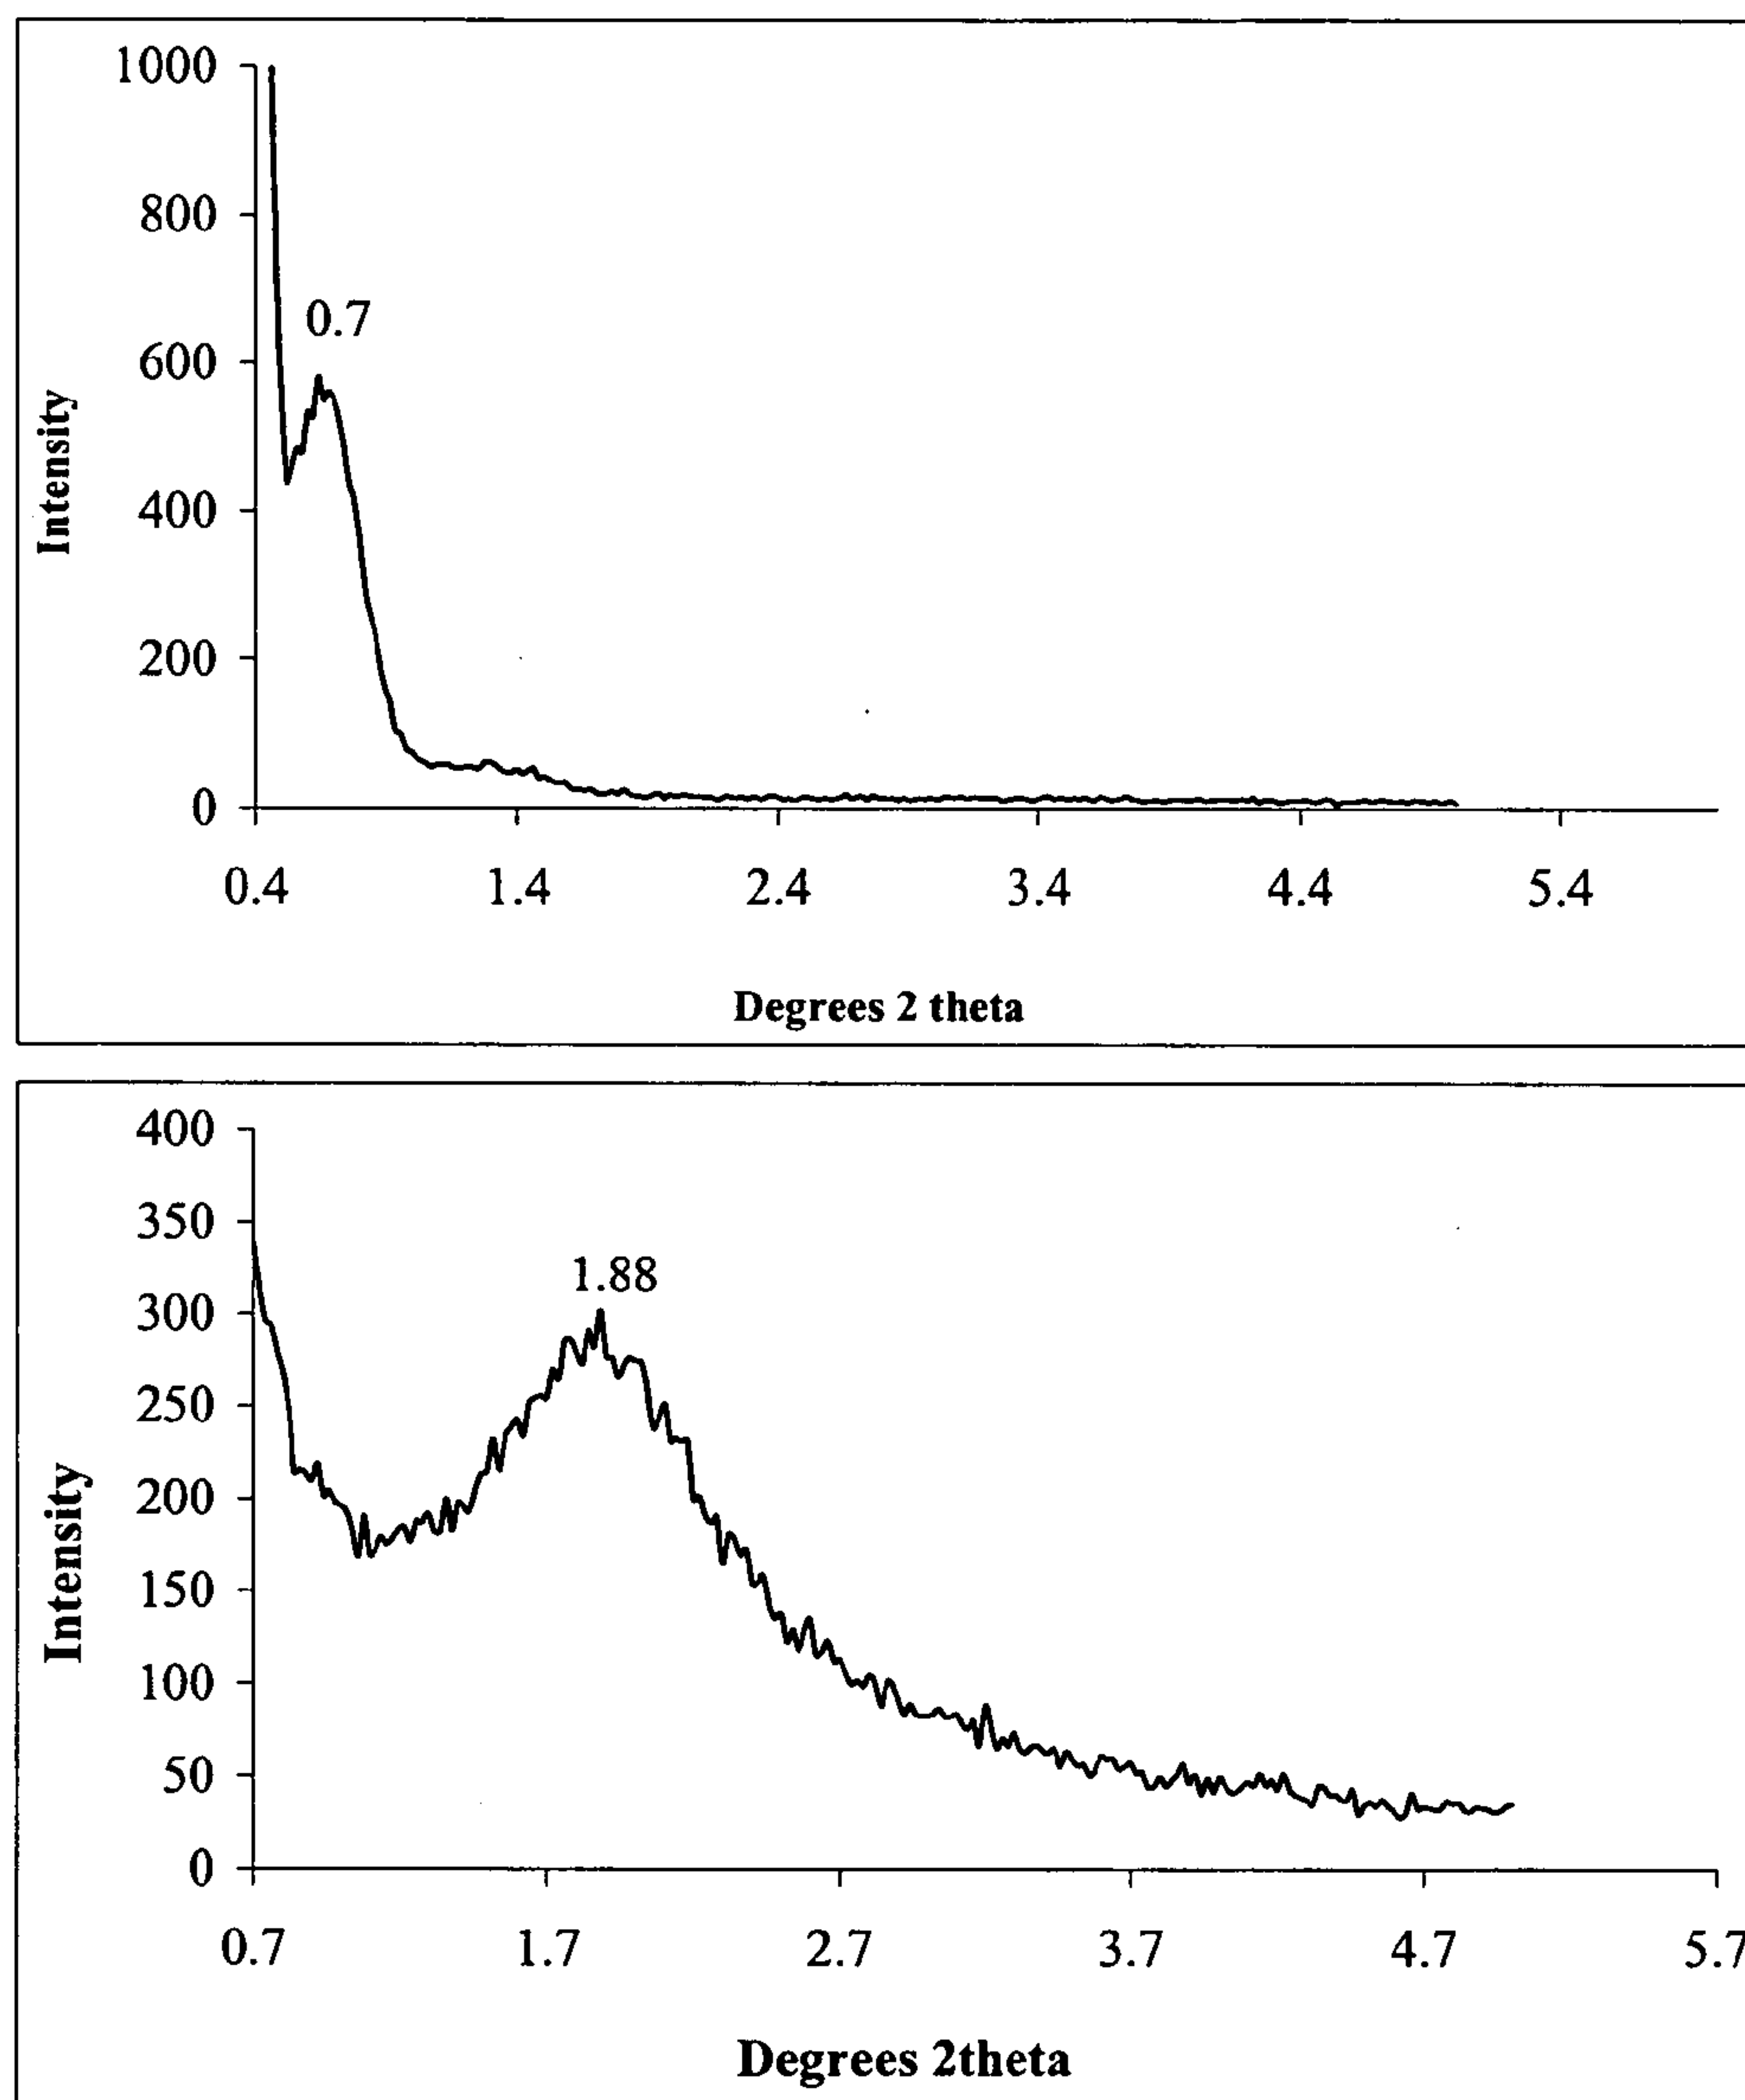 1000
800
0.7
600
Intensity
400
200
0
0.4 1.4 2.4 3.4 4.4 5.4
Degrees 2 theta
400
350
1.88
300
250
Intensity
200
150
100
50
0
0.7 1.7 2.7 3.7 4.7 5.7
Degrees 2theta